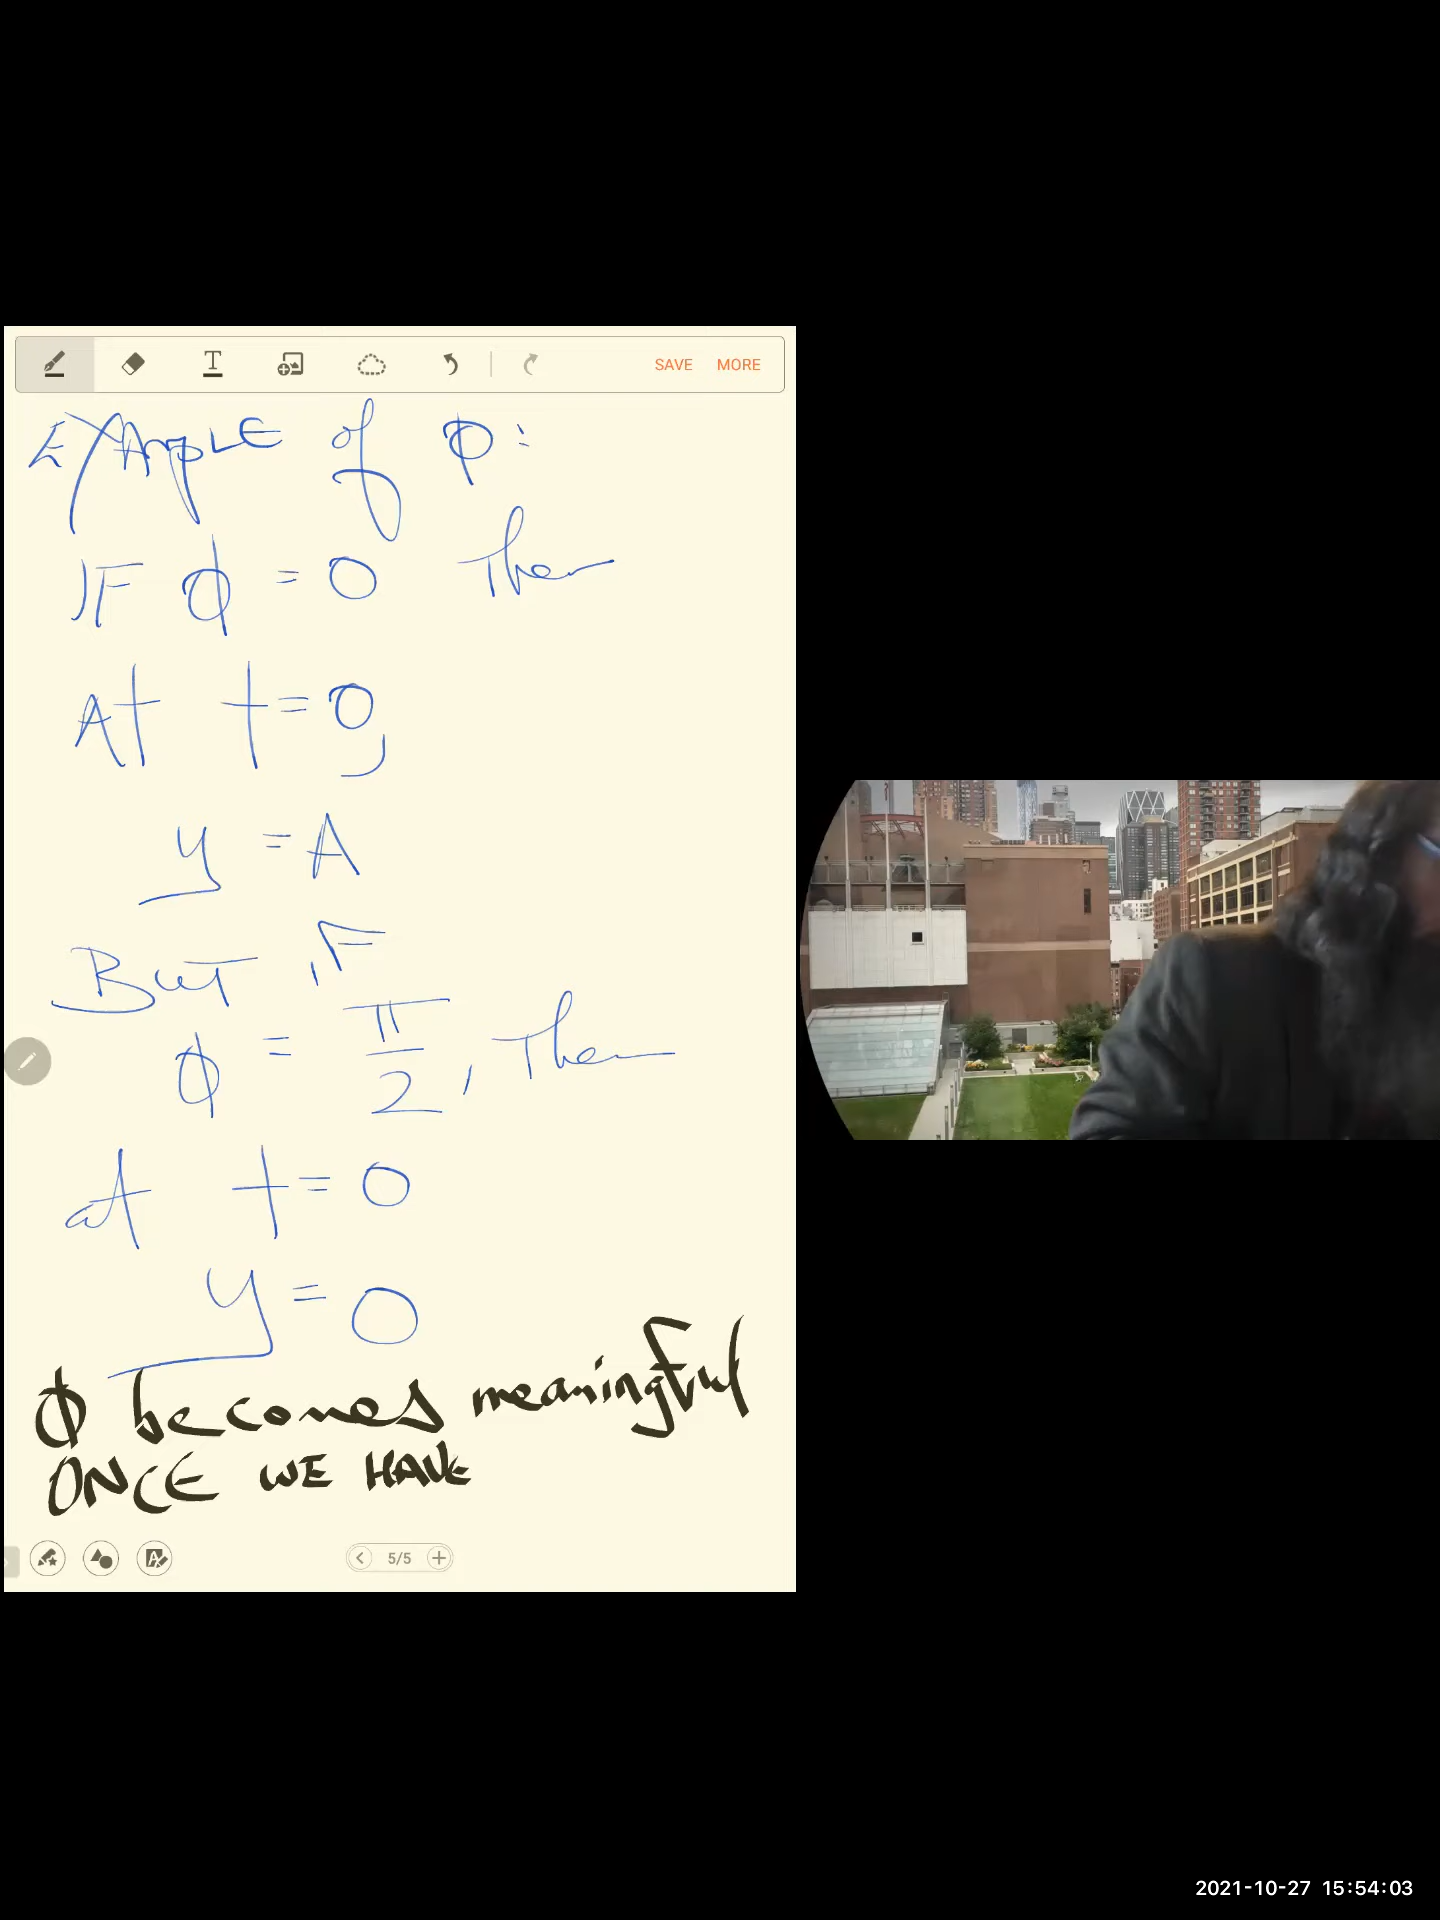 SAVE MORE
EXAMPLE of φ:
IF φ = 0 Then
At t = 0,
y = A
But IF
φ = π/2, Then
at t = 0
y = 0
φ becomes meaningful
ONCE WE HAVE
5/5
2021-10-27 15:54:03